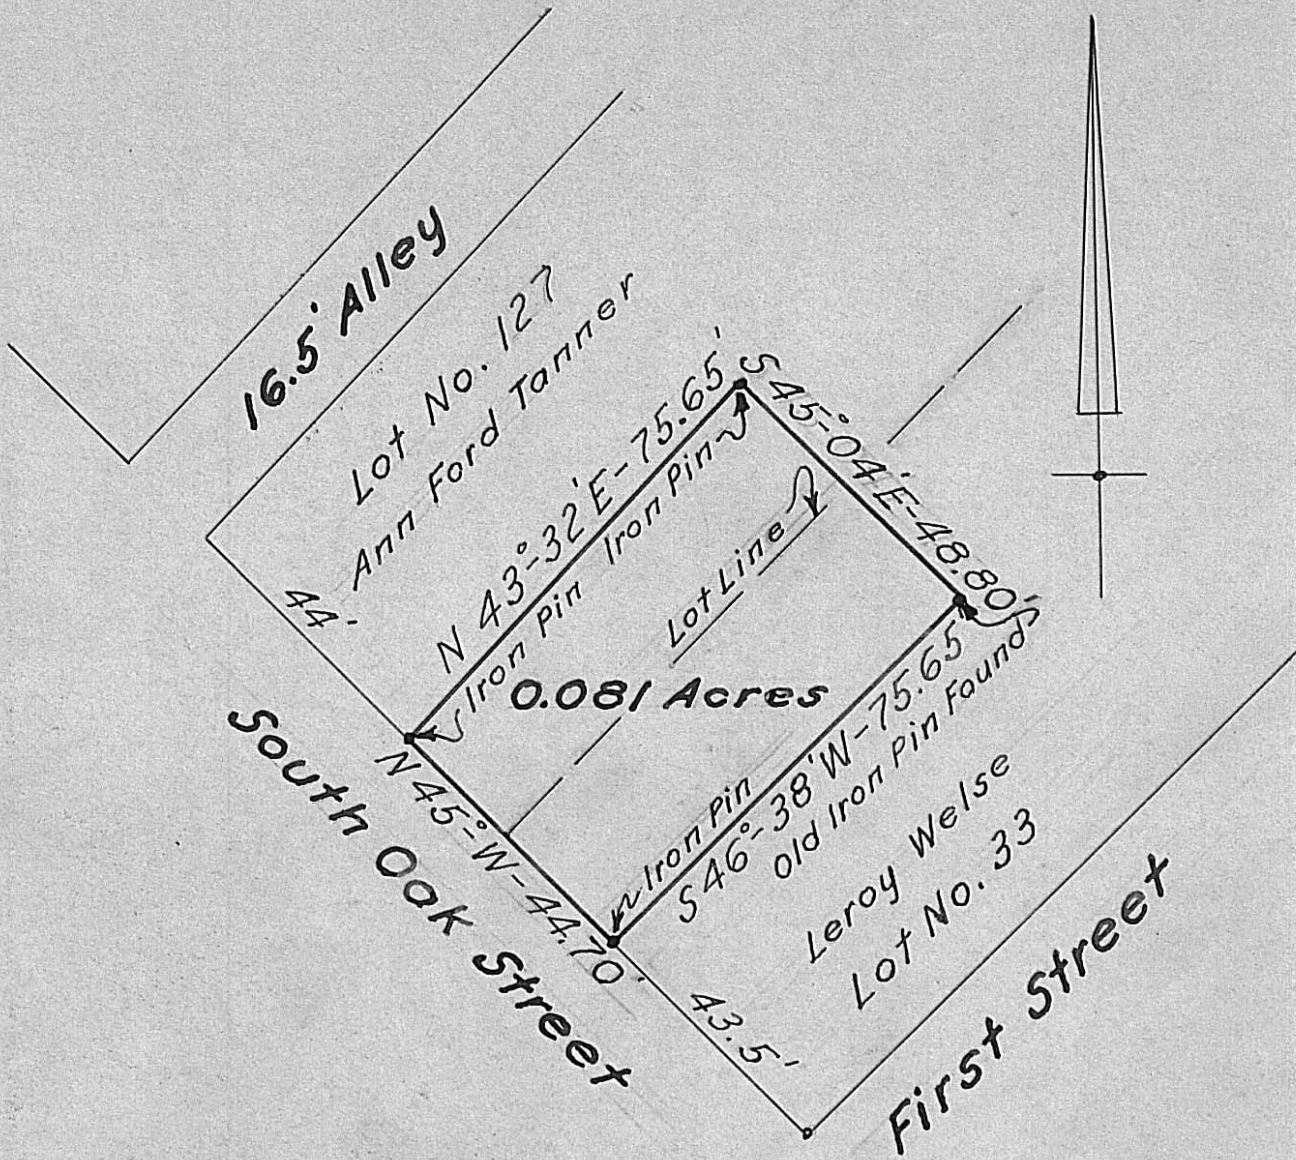 16.5' Alley
Lot No. 127
Ann Ford Tanner
44'
N 43°-32'E-75.65'
Iron Pin
Iron Pin
S 45°-04'E-48.80'
Lot Line
0.081 Acres
South Oak Street
N 45°-W-44.70'
Iron Pin
S 46°-38'W-75.65'
Old Iron Pin Found
Leroy Welse
Lot No. 33
43.5'
First Street